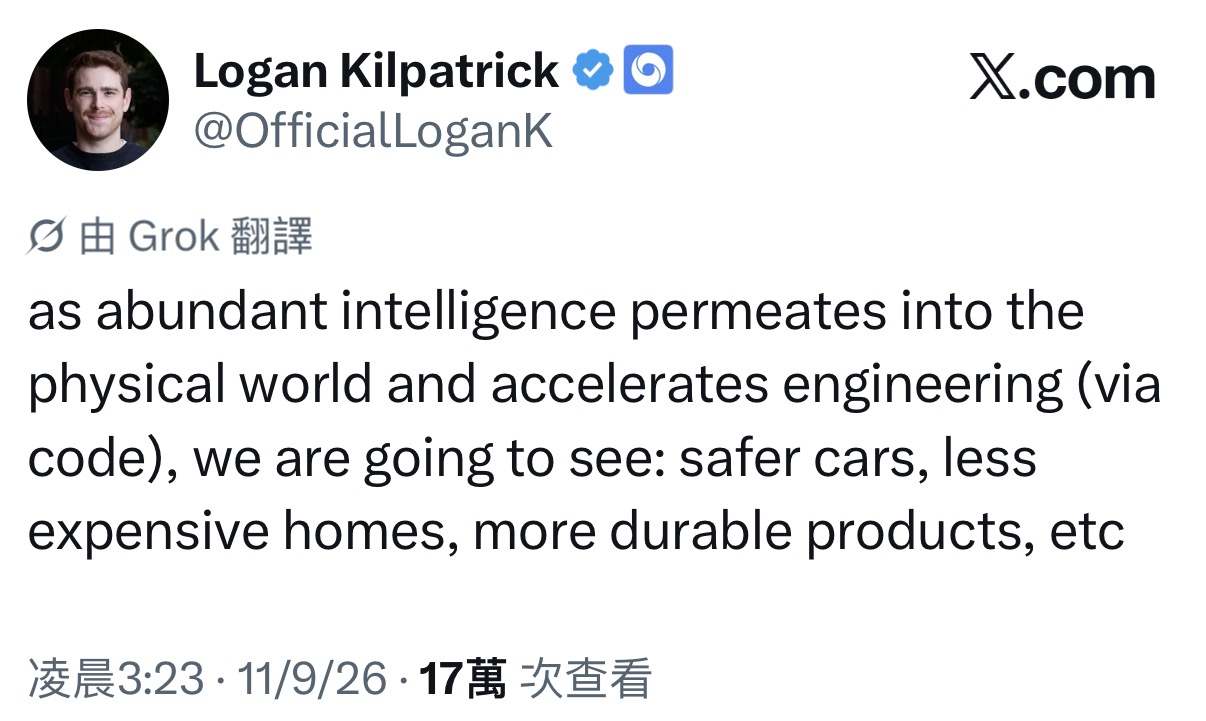 Logan Kilpatrick
X.com
@OfficialLoganK
由 Grok 翻譯
as abundant intelligence permeates into the
physical world and accelerates engineering (via
code), we are going to see: safer cars, less
expensive homes, more durable products, etc
凌晨3:23 · 11/9/26 · 17萬 次查看